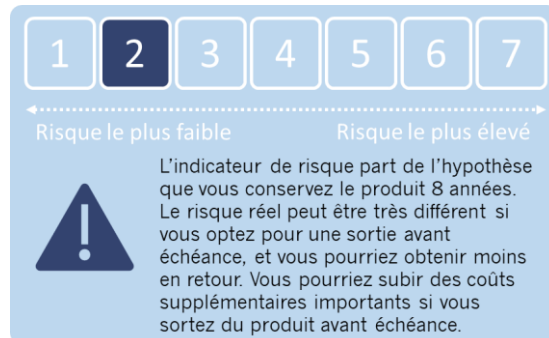 1 2 3 4 5 6 7
Risque le plus faible Risque le plus élevé
L’indicateur de risque part de l’hypothèse
que vous conservez le produit 8 années.
Le risque réel peut être très différent si
vous optez pour une sortie avant
échéance, et vous pourriez obtenir moins
en retour. Vous pourriez subir des coûts
supplémentaires importants si vous
sortez du produit avant échéance.